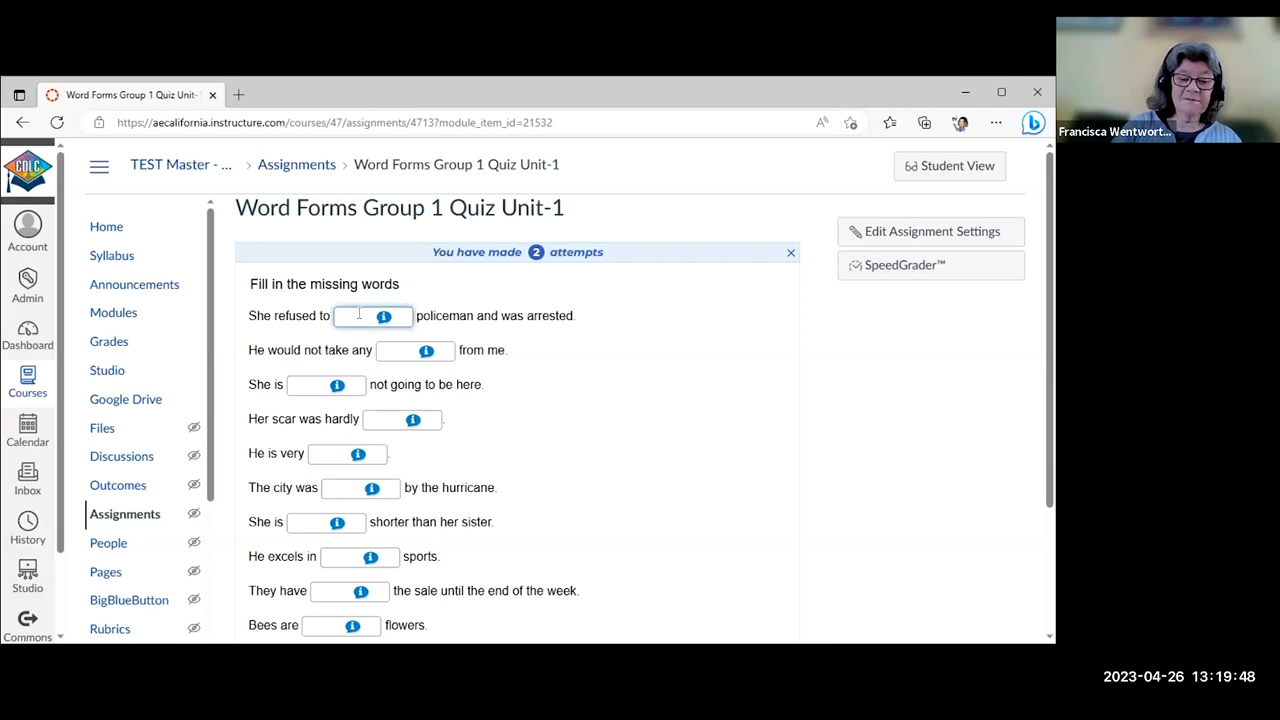 Word Forms Group 1 Quiz Unit-1
https://aecalifornia.instructure.com/courses/47/assignments/4713?module_item_id=21532
Francisca Wentwort...
COLC
Account
Admin
Dashboard
Courses
Calendar
Inbox
History
Studio
Commons
TEST Master - ... > Assignments > Word Forms Group 1 Quiz Unit-1
Student View
Home
Syllabus
Announcements
Modules
Grades
Studio
Google Drive
Files
Discussions
Outcomes
Assignments
People
Pages
BigBlueButton
Rubrics
Word Forms Group 1 Quiz Unit-1
You have made 2 attempts
Fill in the missing words
She refused to policeman and was arrested.
He would not take any from me.
She is not going to be here.
Her scar was hardly .
He is very .
The city was by the hurricane.
She is shorter than her sister.
He excels in sports.
They have the sale until the end of the week.
Bees are flowers.
Edit Assignment Settings
SpeedGrader™
2023-04-26 13:19:48